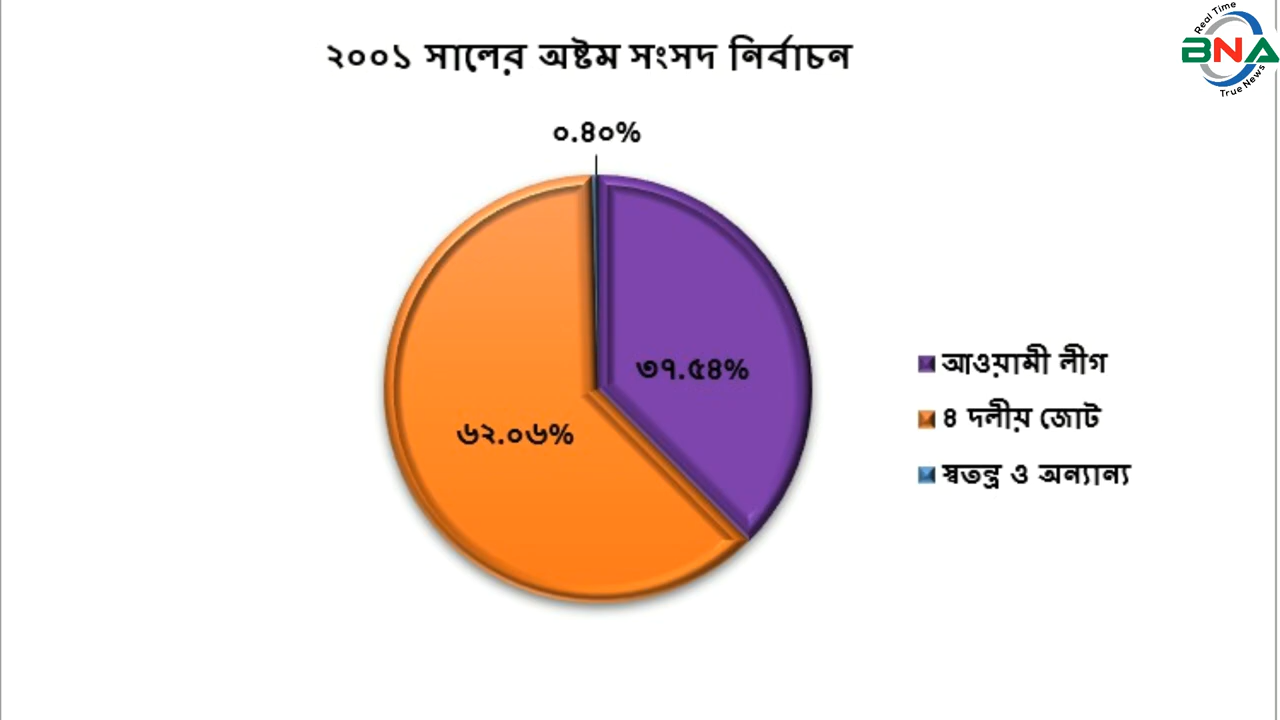 ২০০১ সালের অষ্টম সংসদ নির্বাচন
Real Time
BNA
True News
০.৪০%
৩৭.৫৪%
৬২.০৬%
আওয়ামী লীগ
৪ দলীয় জোট
স্বতন্ত্র ও অন্যান্য